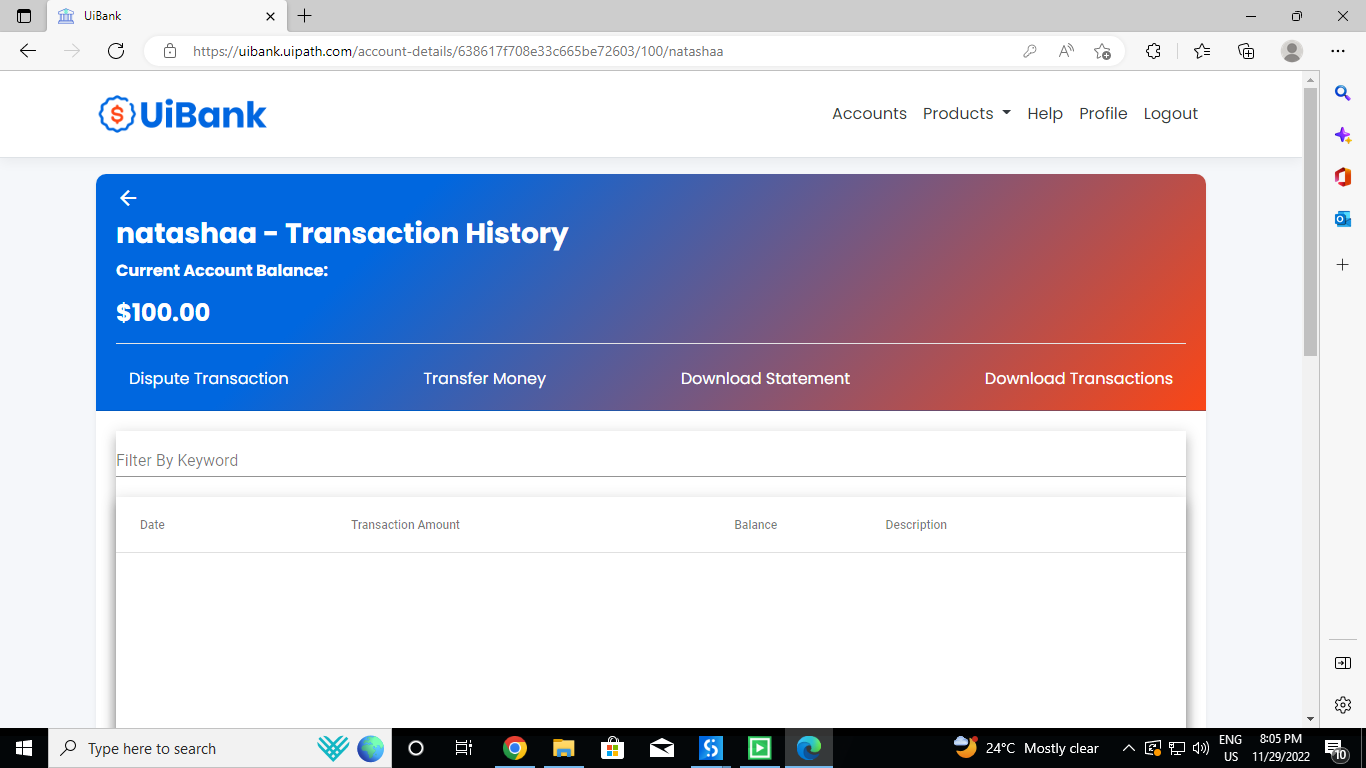 UiBank
https://uibank.uipath.com/account-details/638617f708e33c665be72603/100/natashaa
UiBank
Accounts Products Help Profile Logout
natashaa - Transaction History
Current Account Balance:
$100.00
Dispute Transaction Transfer Money Download Statement Download Transactions
Filter By Keyword
Date Transaction Amount Balance Description
Type here to search
24°C Mostly clear
ENG
US
8:05 PM
11/29/2022
10